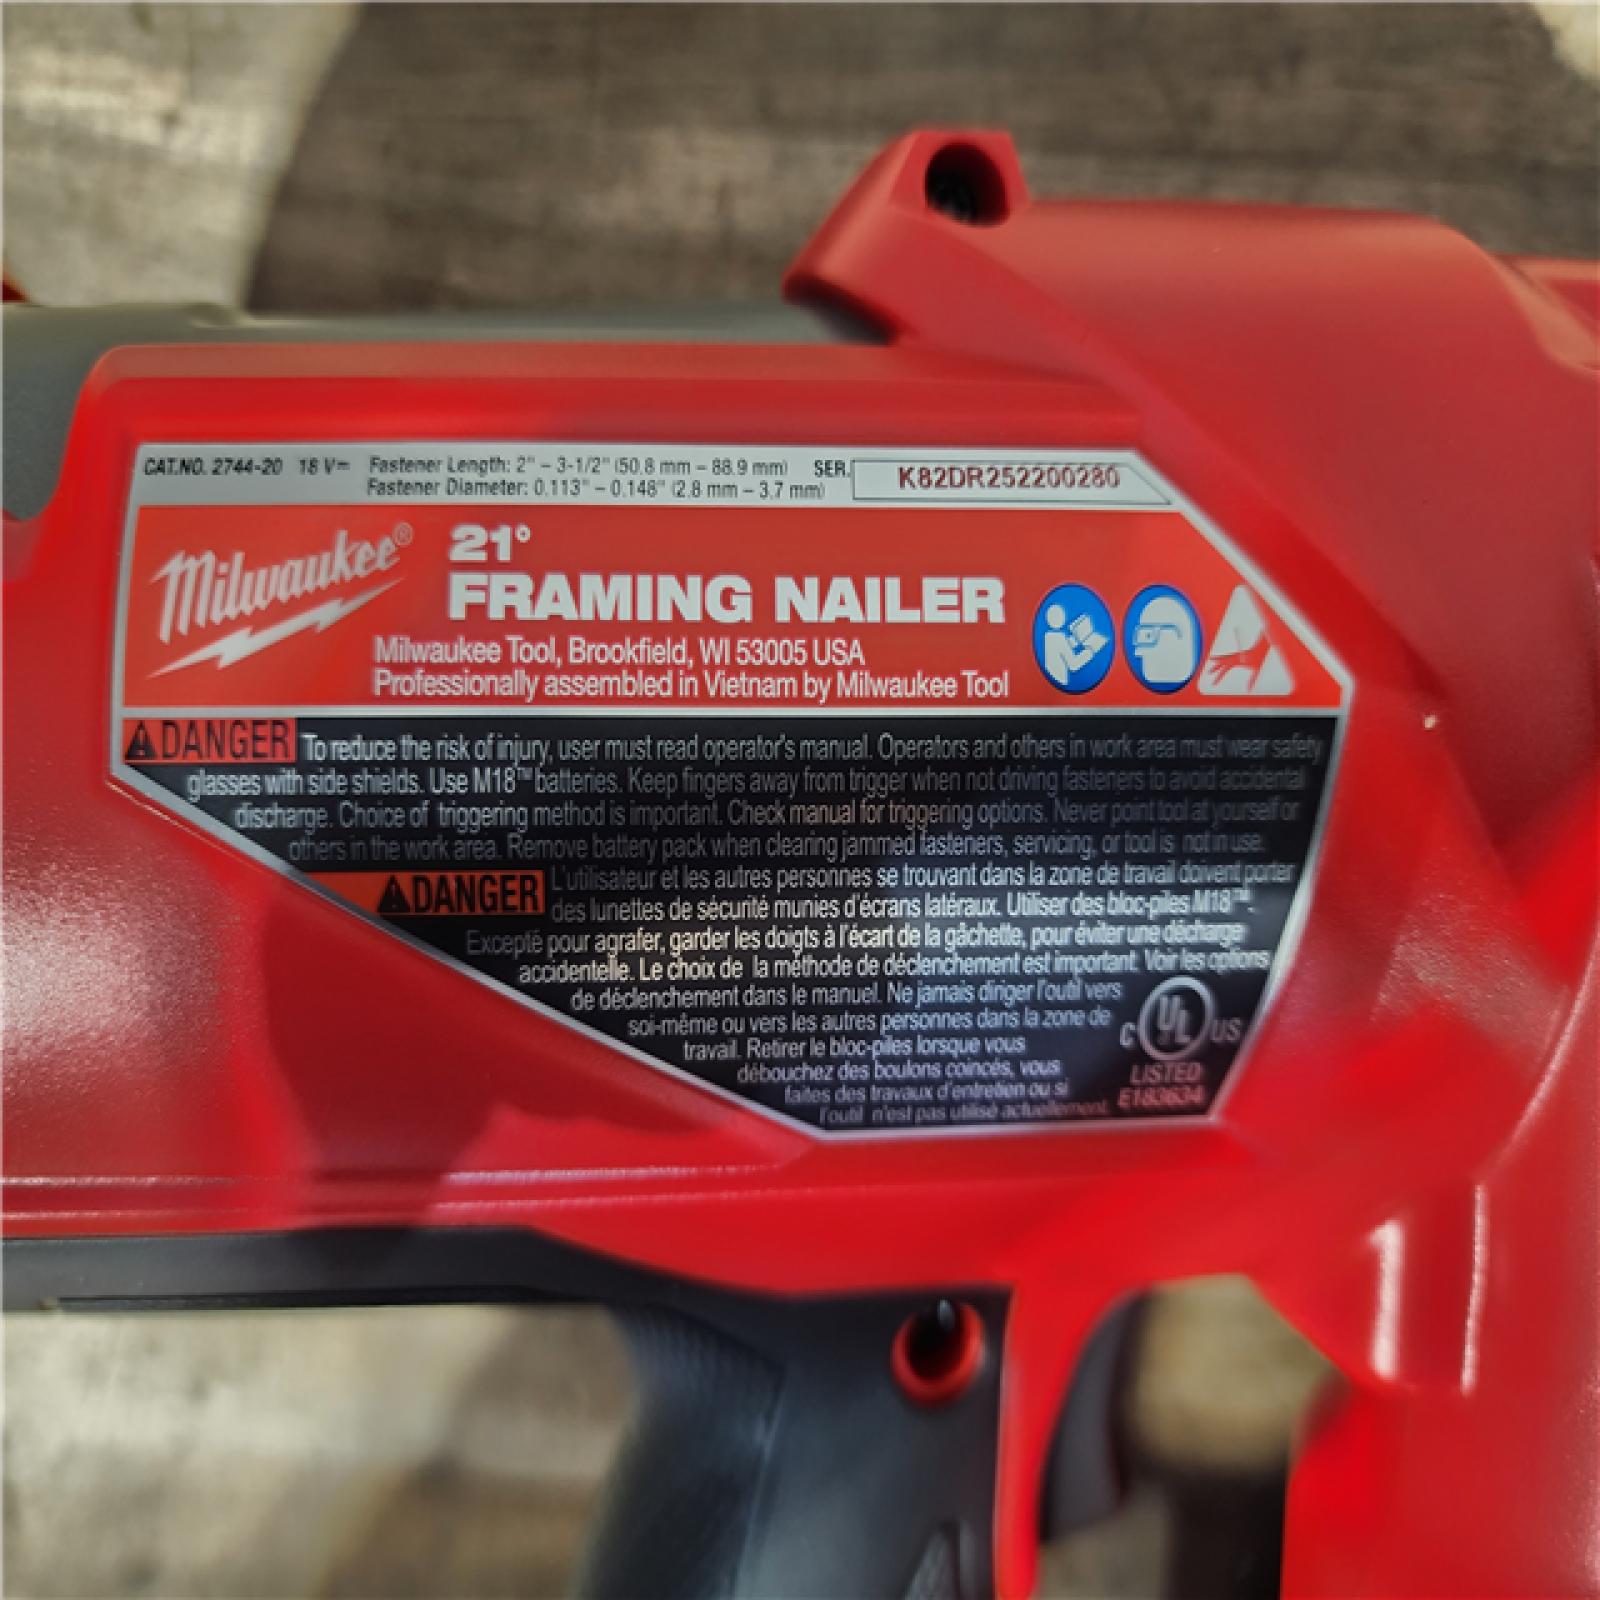 CAT.NO. 2744-20 18 V⎓ Fastener Length: 2" – 3-1/2" (50.8 mm – 88.9 mm) SER. K82DR252200280
Fastener Diameter: 0.113" – 0.148" (2.8 mm – 3.7 mm)
Milwaukee®
21°
FRAMING NAILER
Milwaukee Tool, Brookfield, WI 53005 USA
Professionally assembled in Vietnam by Milwaukee Tool
⚠DANGER To reduce the risk of injury, user must read operator's manual. Operators and others in work area must wear safety
glasses with side shields. Use M18™ batteries. Keep fingers away from trigger when not driving fasteners to avoid accidental
discharge. Choice of triggering method is important. Check manual for triggering options. Never point tool at yourself or
others in the work area. Remove battery pack when clearing jammed fasteners, servicing, or tool is not in use.
⚠DANGER L'utilisateur et les autres personnes se trouvant dans la zone de travail doivent porter
des lunettes de sécurité munies d'écrans latéraux. Utiliser des bloc-piles M18™.
Excepté pour agrafer, garder les doigts à l'écart de la gâchette, pour éviter une décharge
accidentelle. Le choix de la méthode de déclenchement est important. Voir les options
de déclenchement dans le manuel. Ne jamais diriger l'outil vers
soi-même ou vers les autres personnes dans la zone de
travail. Retirer le bloc-piles lorsque vous
débouchez des boulons coincés, vous
faites des travaux d'entretien ou si
l'outil n'est pas utilisé actuellement.
C UL US
LISTED
E183634